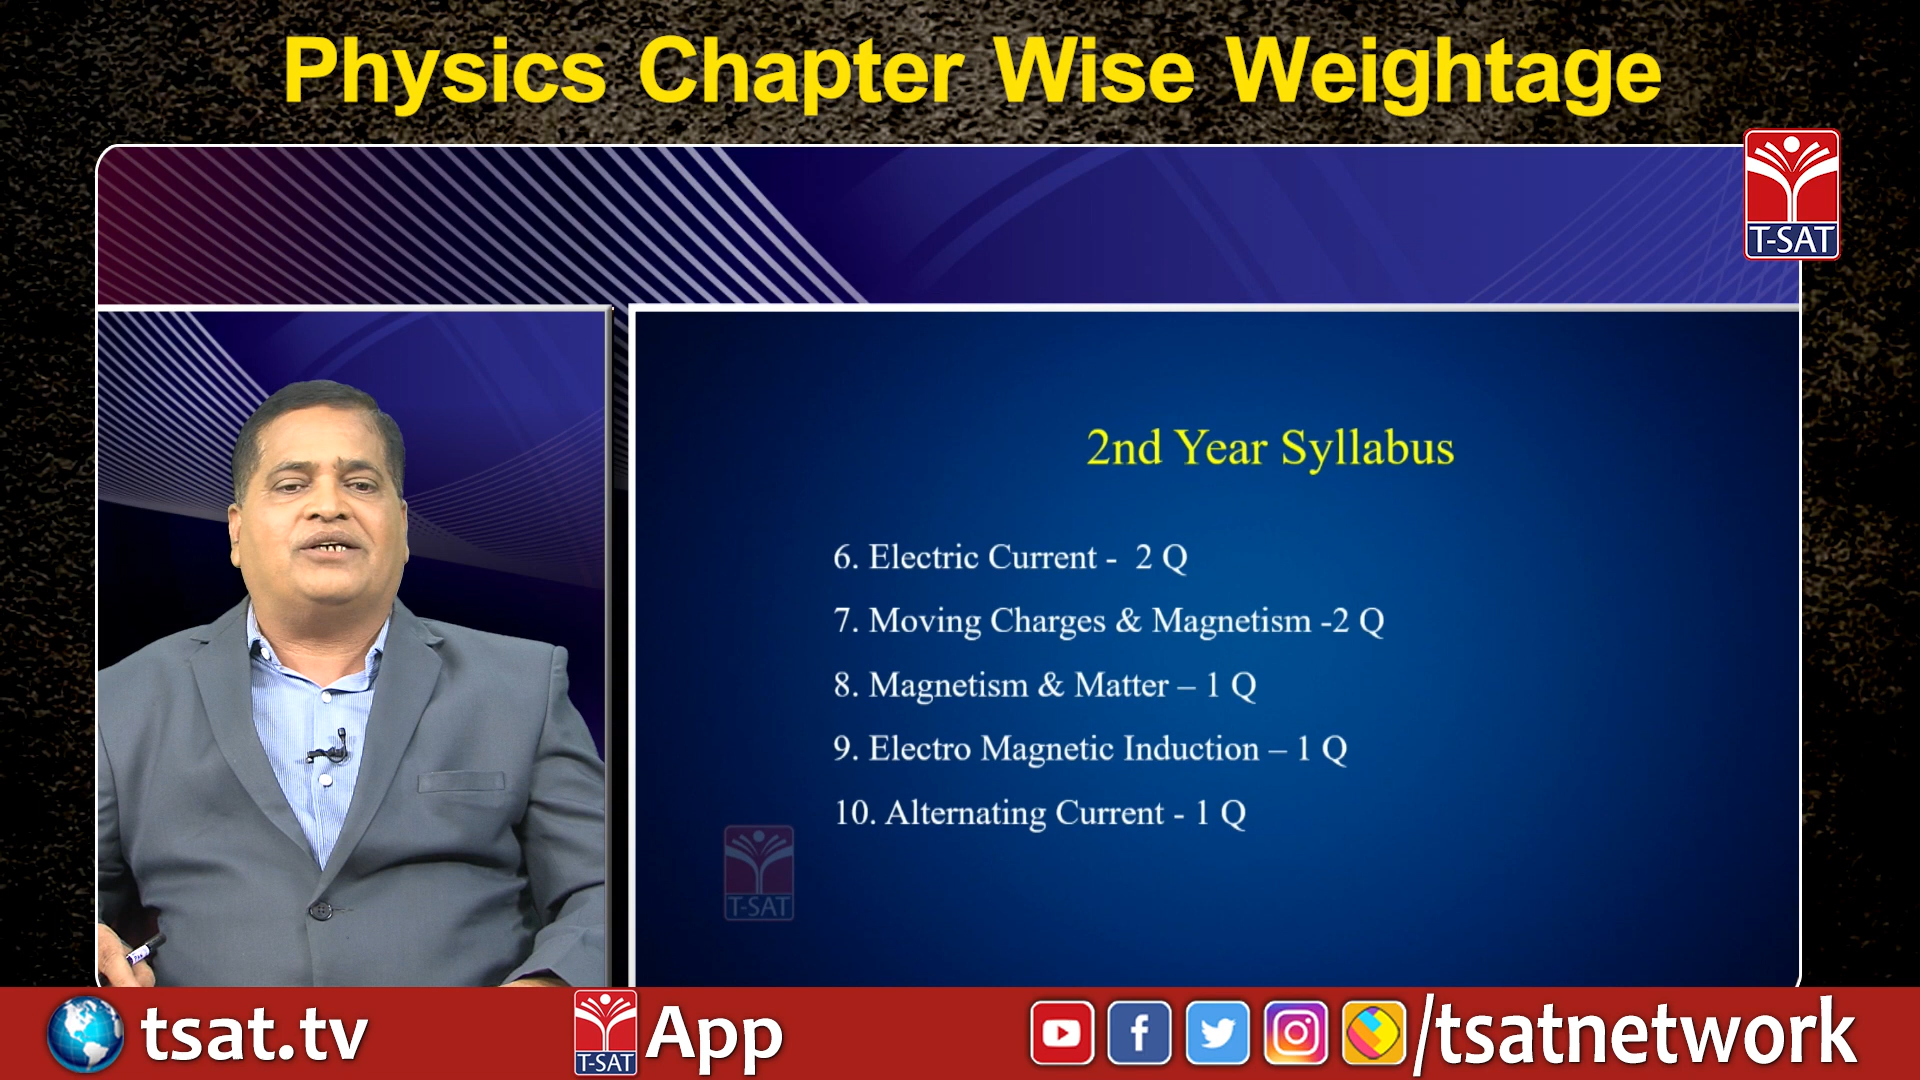 Physics Chapter Wise Weightage
T-SAT
2nd Year Syllabus
6. Electric Current - 2 Q
7. Moving Charges & Magnetism -2 Q
8. Magnetism & Matter – 1 Q
9. Electro Magnetic Induction – 1 Q
10. Alternating Current - 1 Q
T-SAT
tsat.tv
T-SAT
App
/tsatnetwork